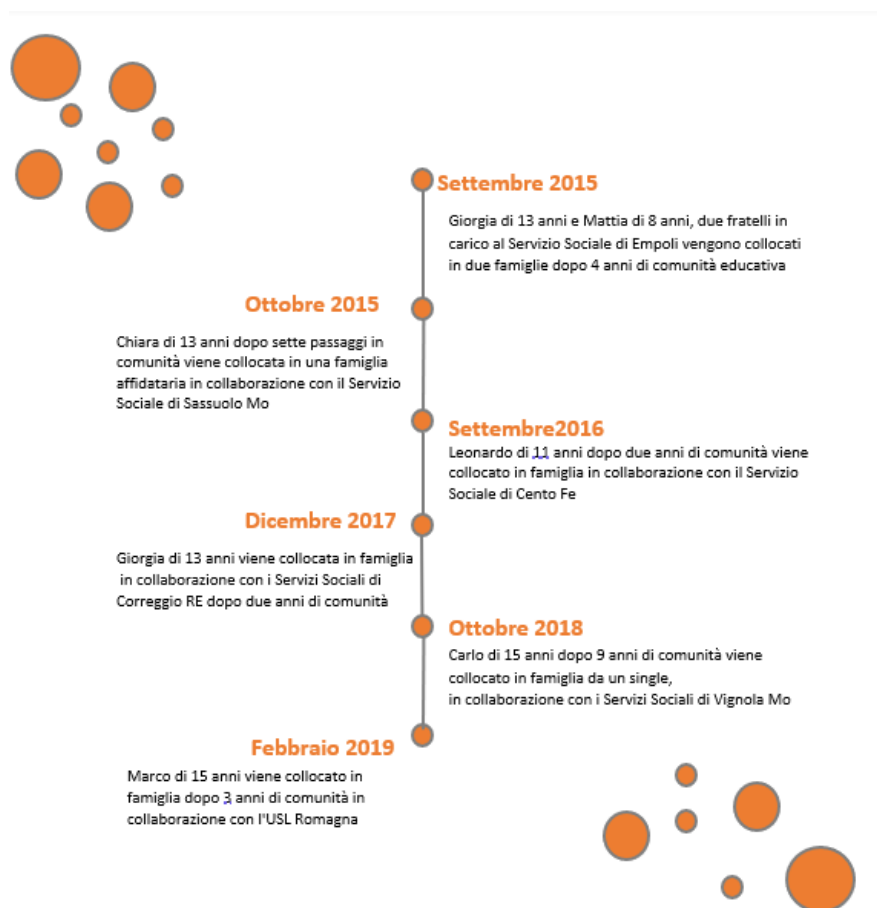 Settembre 2015
Giorgia di 13 anni e Mattia di 8 anni, due fratelli in
carico al Servizio Sociale di Empoli vengono collocati
in due famiglie dopo 4 anni di comunità educativa
Ottobre 2015
Chiara di 13 anni dopo sette passaggi in
comunità viene collocata in una famiglia
affidataria in collaborazione con il Servizio
Sociale di Sassuolo Mo
Settembre2016
Leonardo di 11 anni dopo due anni di comunità viene
collocato in famiglia in collaborazione con il Servizio
Sociale di Cento Fe
Dicembre 2017
Giorgia di 13 anni viene collocata in famiglia
in collaborazione con i Servizi Sociali di
Correggio RE dopo due anni di comunità
Ottobre 2018
Carlo di 15 anni dopo 9 anni di comunità viene
collocato in famiglia da un single,
in collaborazione con i Servizi Sociali di Vignola Mo
Febbraio 2019
Marco di 15 anni viene collocato in
famiglia dopo 3 anni di comunità in
collaborazione con l'USL Romagna